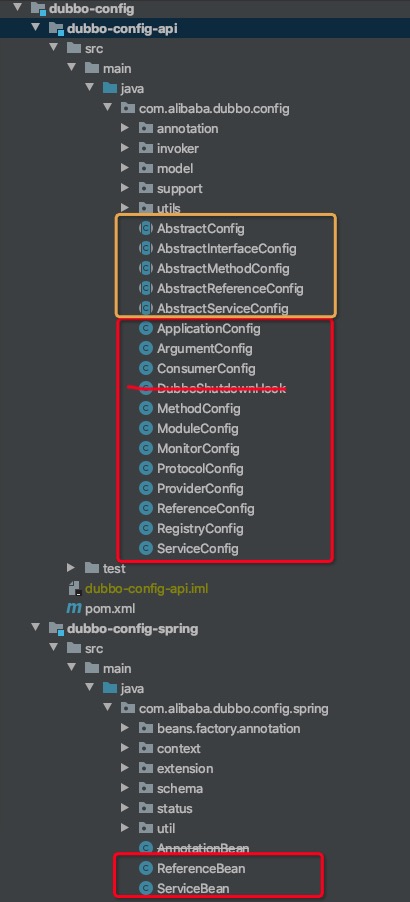 dubbo-config
dubbo-config-api
src
main
java
com.alibaba.dubbo.config
annotation
invoker
model
support
utils
AbstractConfig
AbstractInterfaceConfig
AbstractMethodConfig
AbstractReferenceConfig
AbstractServiceConfig
ApplicationConfig
ArgumentConfig
ConsumerConfig
DubboShutdownHook
MethodConfig
ModuleConfig
MonitorConfig
ProtocolConfig
ProviderConfig
ReferenceConfig
RegistryConfig
ServiceConfig
test
dubbo-config-api.iml
pom.xml
dubbo-config-spring
src
main
java
com.alibaba.dubbo.config.spring
beans.factory.annotation
context
extension
schema
status
util
AnnotationBean
ReferenceBean
ServiceBean